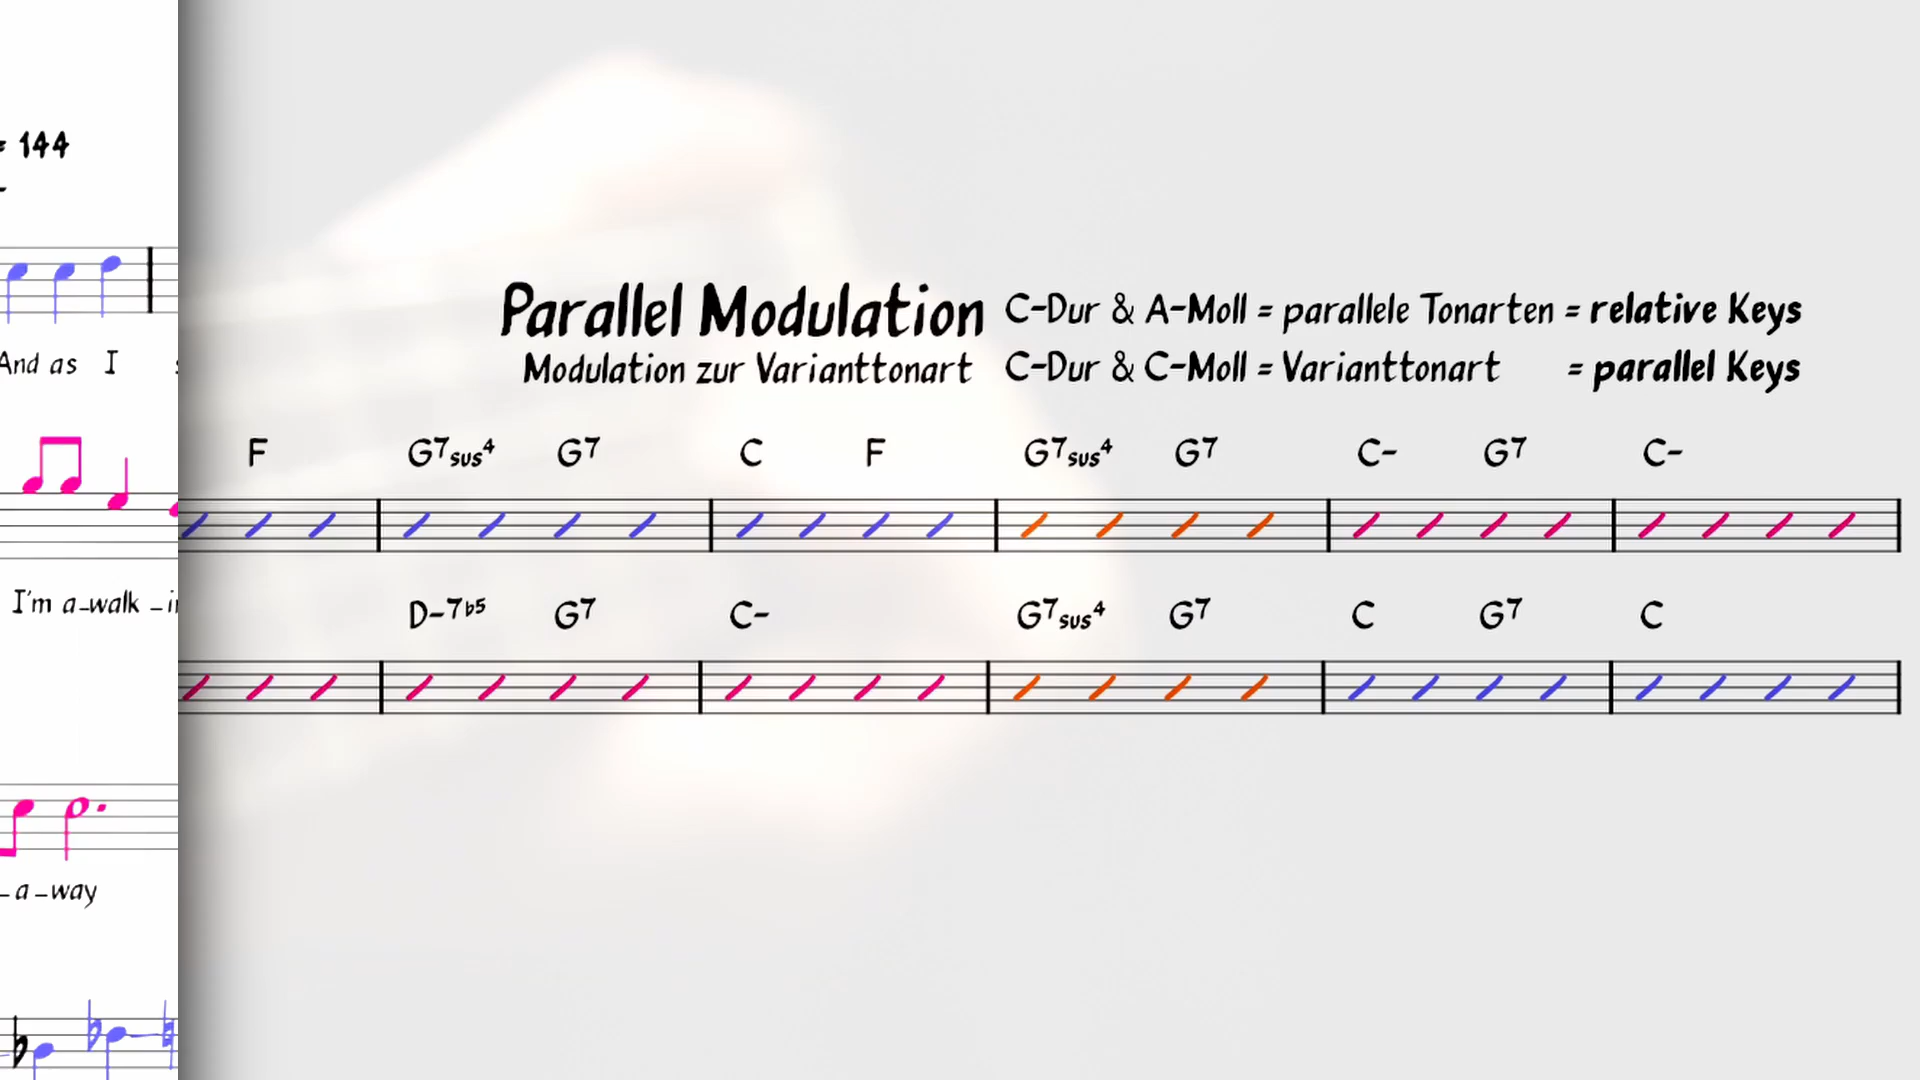 = 144
And as I
I'm a-walk-
-a-way
Parallel Modulation
Modulation zur Varianttonart
C-Dur & A-Moll = parallele Tonarten = relative Keys
C-Dur & C-Moll = Varianttonart = parallel Keys
F G7sus4 G7 C F G7sus4 G7 C- G7 C-
D-7b5 G7 C- G7sus4 G7 C G7 C